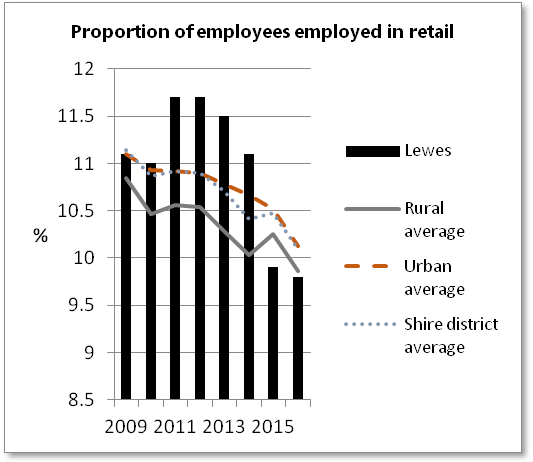 Proportion of employees employed in retail
12
11.5
11
10.5
10
9.5
9
8.5
%
2009 2011 2013 2015
Lewes
Rural
average
Urban
average
Shire district
average